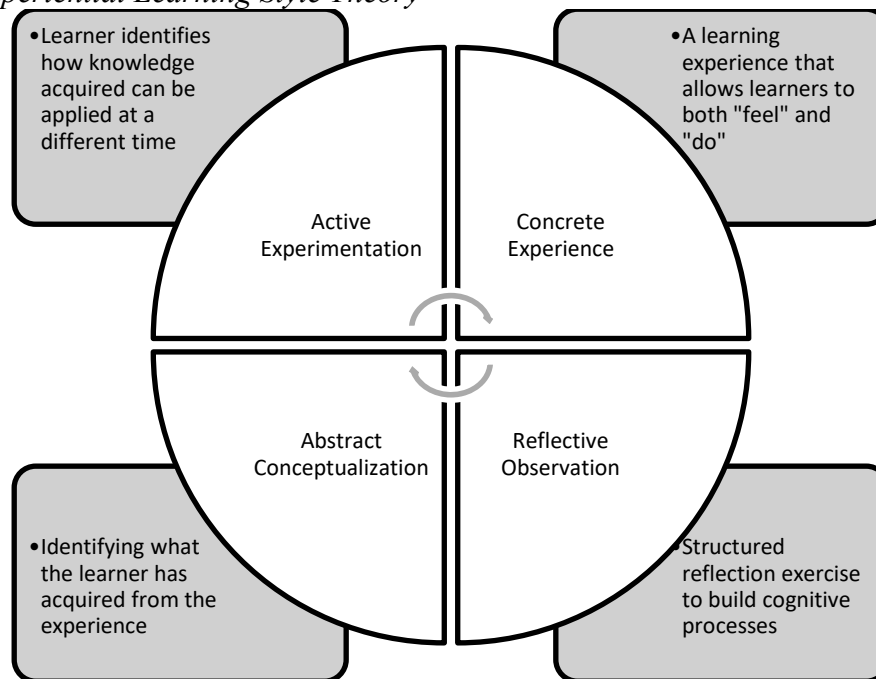 periential Learning Style Theory
•Learner identifies
how knowledge
acquired can be
applied at a
different time
•A learning
experience that
allows learners to
both "feel" and
"do"
Active
Experimentation
Concrete
Experience
Abstract
Conceptualization
Reflective
Observation
•Identifying what
the learner has
acquired from the
experience
•Structured
reflection exercise
to build cognitive
processes